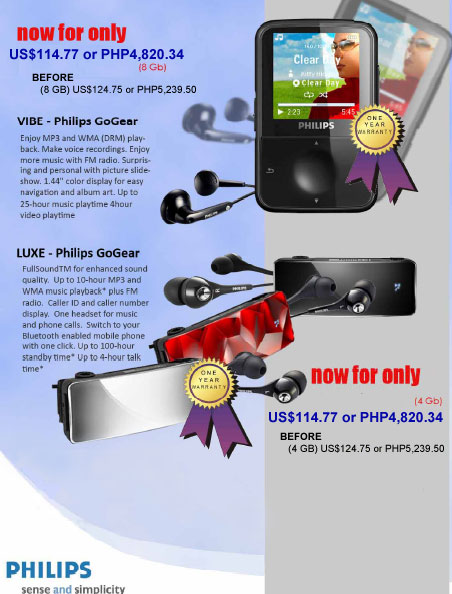 now for only
US$114.77 or PHP4,820.34
(8 Gb)
BEFORE
(8 GB) US$124.75 or PHP5,239.50
VIBE - Philips GoGear
Enjoy MP3 and WMA (DRM) play-
back. Make voice recordings. Enjoy
more music with FM radio. Surpris-
ing and personal with picture slide-
show. 1.44" color display for easy
navigation and album art. Up to
25-hour music playtime 4hour
video playtime
Clear Day
Clear Day
2:23
5:45
PHILIPS
ONE
YEAR
WARRANTY
LUXE - Philips GoGear
FullSoundTM for enhanced sound
quality. Up to 10-hour MP3 and
WMA music playback* plus FM
radio. Caller ID and caller number
display. One headset for music
and phone calls. Switch to your
Bluetooth enabled mobile phone
with one click. Up to 100-hour
standby time* Up to 4-hour talk
time*
ONE
YEAR
WARRANTY
now for only
(4 Gb)
US$114.77 or PHP4,820.34
BEFORE
(4 GB) US$124.75 or PHP5,239.50
PHILIPS
sense and simplicity